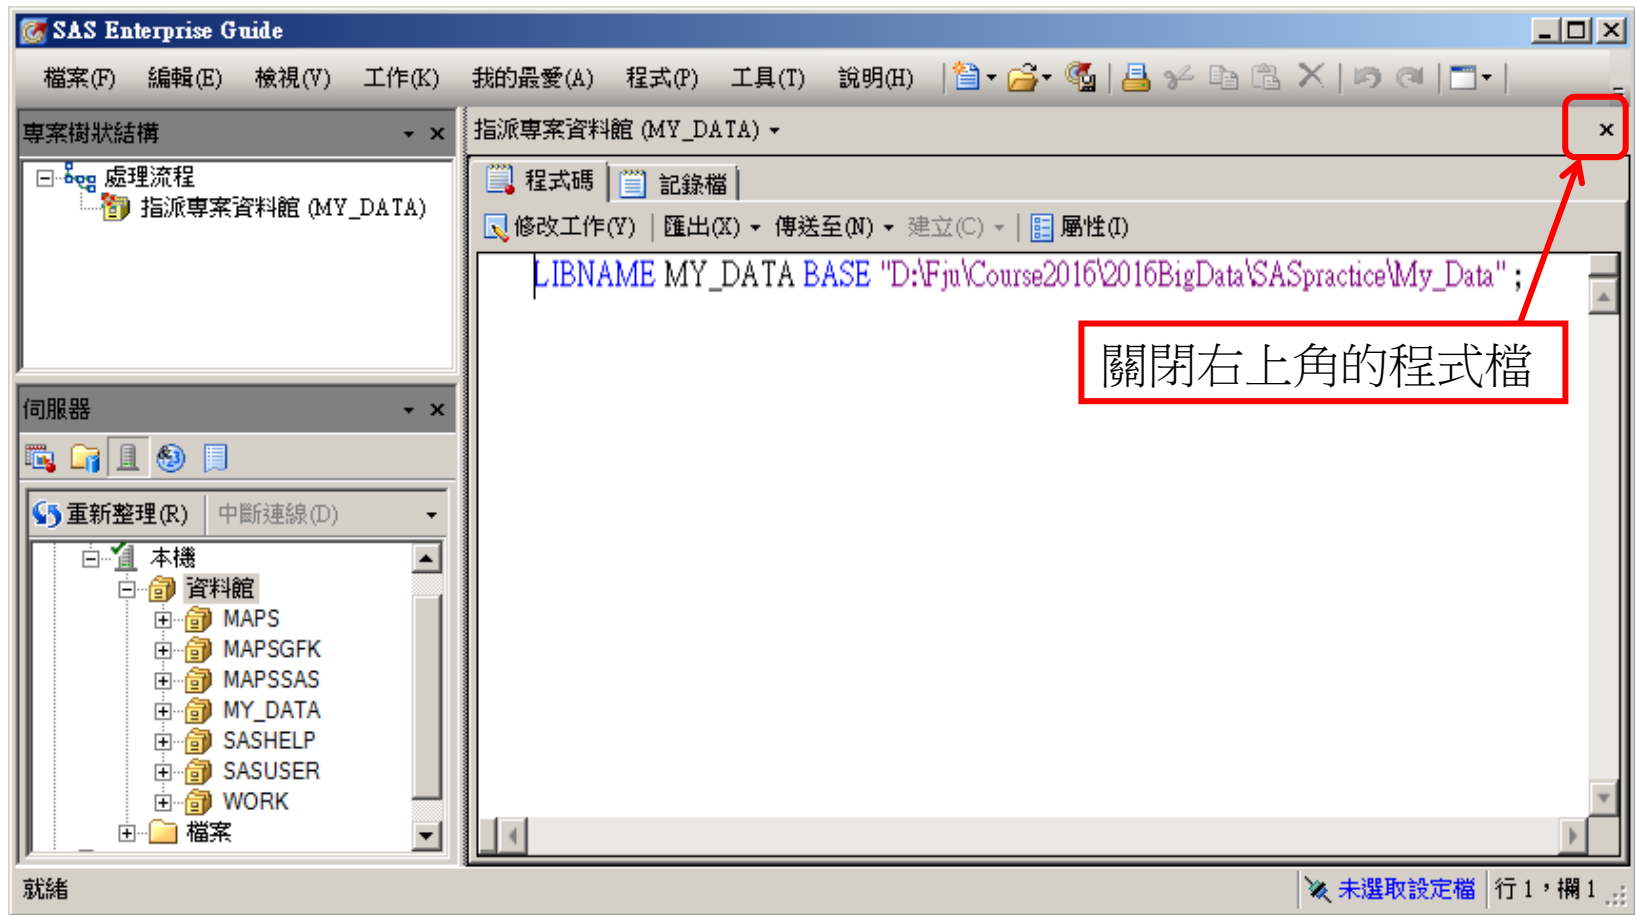 SAS Enterprise Guide
檔案(F) 編輯(E) 檢視(V) 工作(K) 我的最愛(A) 程式(P) 工具(T) 說明(H)
專案樹狀結構
處理流程
指派專案資料館 (MY_DATA)
指派專案資料館 (MY_DATA)
程式碼 記錄檔
修改工作(Y) 匯出(X) 傳送至(N) 建立(C) 屬性(I)
LIBNAME MY_DATA BASE "D:\Fju\Course2016\2016BigData\SASpractice\My_Data" ;
關閉右上角的程式檔
伺服器
重新整理(R) 中斷連線(D)
本機
資料館
MAPS
MAPSGFK
MAPSSAS
MY_DATA
SASHELP
SASUSER
WORK
檔案
就緒
未選取設定檔 行 1，欄 1